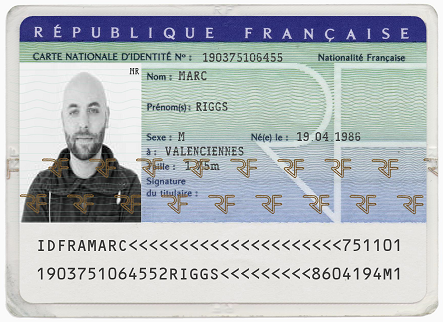 RÉPUBLIQUE FRANÇAISE
CARTE NATIONALE D'IDENTITÉ Nº : 190375106455 Nationalité Française
MR
Nom : MARC
Prénom(s) : RIGGS
Sexe : M Né(e) le : 19.04.1986
à : VALENCIENNES
Taille : 1,75m
Signature
du titulaire :
IDFRAMARC<<<<<<<<<<<<<<<<<<<<<751101
1903751064552RIGGS<<<<<<<<<8604194M1